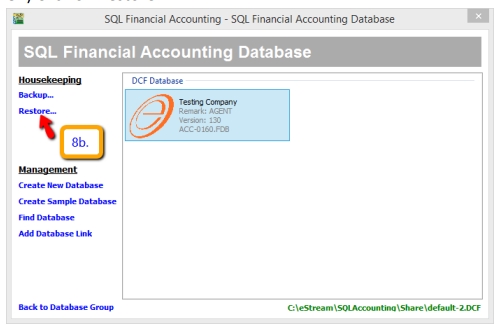 SQL Financial Accounting - SQL Financial Accounting Database
SQL Financial Accounting Database
Housekeeping
Backup...
Restore...
8b.
Management
Create New Database
Create Sample Database
Find Database
Add Database Link
Back to Database Group
DCF Database
Testing Company
Remark: AGENT
Version: 130
ACC-0160.FDB
C:\eStream\SQLAccounting\Share\default-2.DCF